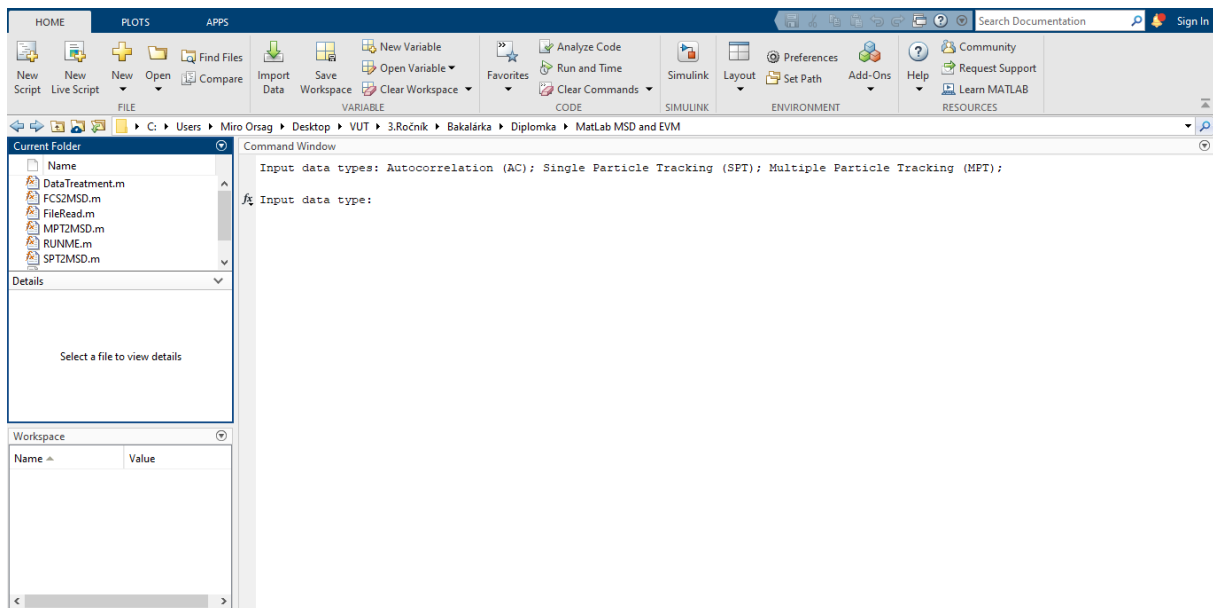 HOME PLOTS APPS Search Documentation Sign In
New Script
New Live Script
New
Open
Find Files
Compare
Import Data
Save Workspace
New Variable
Open Variable
Clear Workspace
Favorites
Analyze Code
Run and Time
Clear Commands
Simulink
Layout
Preferences
Set Path
Add-Ons
Help
Community
Request Support
Learn MATLAB
FILE VARIABLE CODE SIMULINK ENVIRONMENT RESOURCES
C: Users Miro Orsag Desktop VUT 3.Ročník Bakalárka Diplomka MatLab MSD and EVM
Current Folder
Name
DataTreatment.m
FCS2MSD.m
FileRead.m
MPT2MSD.m
RUNME.m
SPT2MSD.m
Details
Select a file to view details
Workspace
Name Value
Command Window
Input data types: Autocorrelation (AC); Single Particle Tracking (SPT); Multiple Particle Tracking (MPT);
fx Input data type: